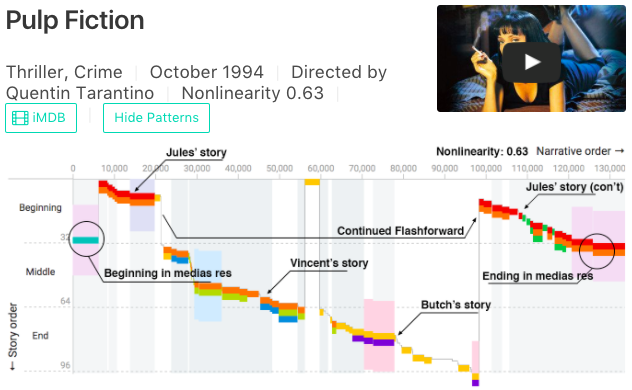 Pulp Fiction
Thriller, Crime | October 1994 | Directed by
Quentin Tarantino | Nonlinearity 0.63 |
iMDB | Hide Patterns
Nonlinearity: 0.63 Narrative order →
Jules' story
0 10,000 20,000 30,000 40,000 50,000 60,000 70,000 80,000 90,000 100,000 110,000 120,000 130,000
Jules' story (con't)
Beginning
Continued Flashforward
32
Beginning in medias res
Vincent's story
Ending in medias res
Middle
64
Butch's story
End
96
← Story order